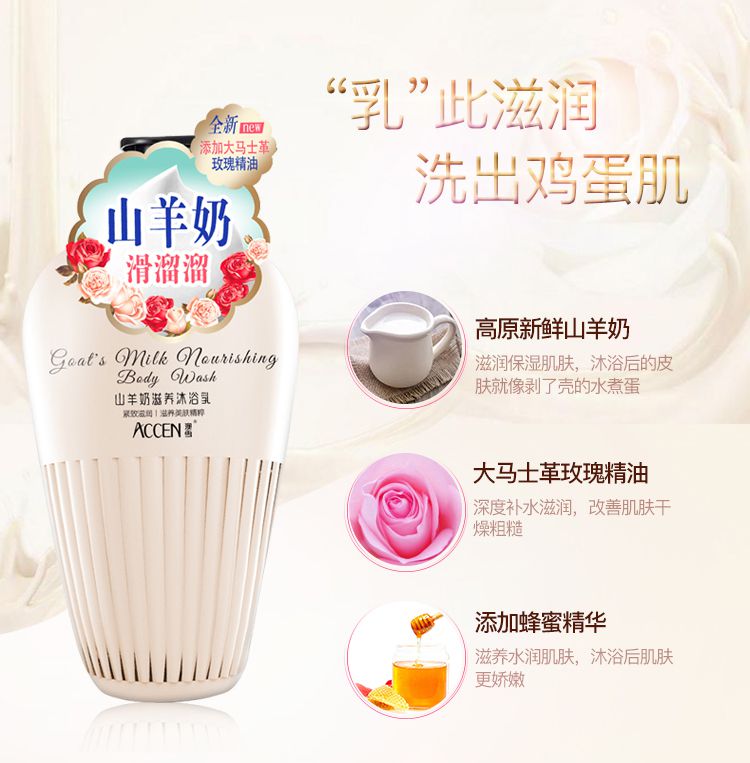 “乳”此滋润
洗出鸡蛋肌
全新 new
添加大马士革
玫瑰精油
山羊奶
滑溜溜
Goat's Milk Nourishing
Body Wash
山羊奶滋养沐浴乳
紧致滋润 | 滋养美肤精粹
ACCEN 澳雪
高原新鲜山羊奶
滋润保湿肌肤，沐浴后的皮
肤就像剥了壳的水煮蛋
大马士革玫瑰精油
深度补水滋润，改善肌肤干
燥粗糙
添加蜂蜜精华
滋养水润肌肤，沐浴后肌肤
更娇嫩